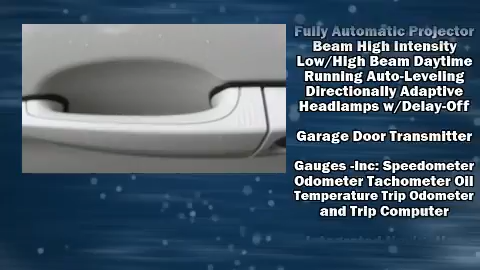 Fully Automatic Projector
Beam High Intensity
Low/High Beam Daytime
Running Auto-Leveling
Directionally Adaptive
Headlamps w/Delay-Off
Garage Door Transmitter
Gauges -Inc: Speedometer
Odometer Tachometer Oil
Temperature Trip Odometer
and Trip Computer